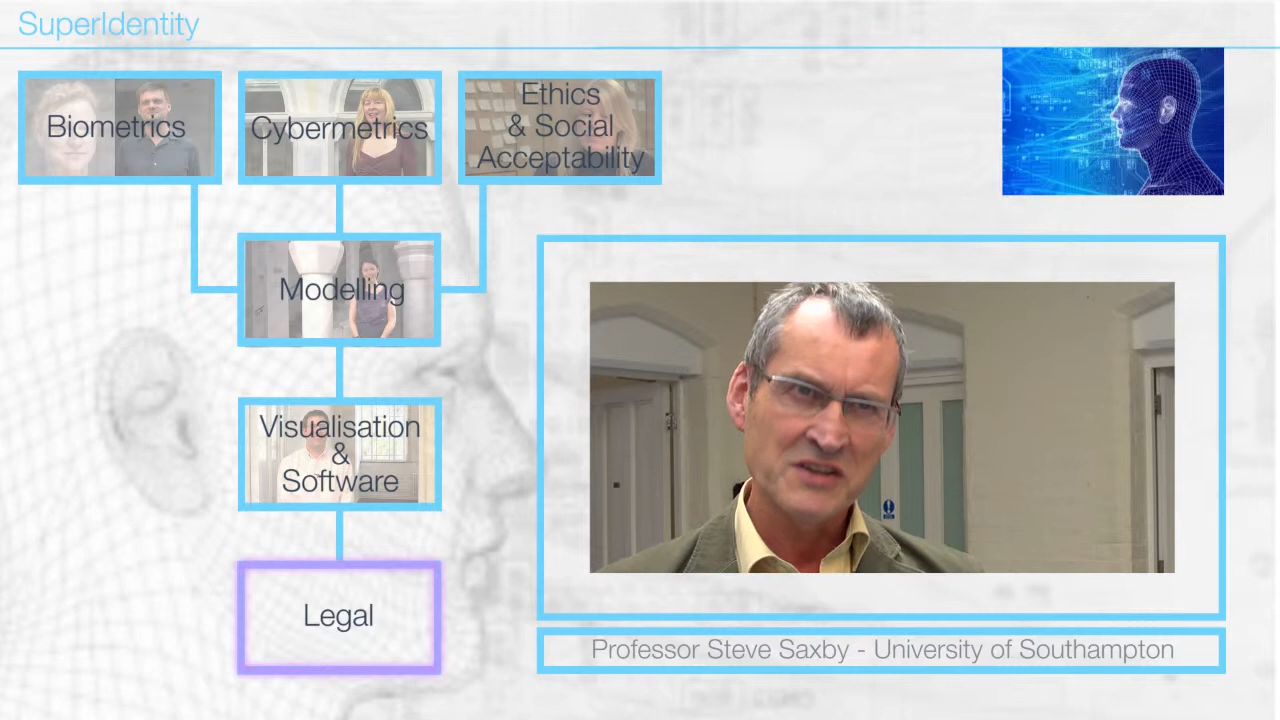 SuperIdentity
Biometrics
Cybermetrics
Ethics
& Social
Acceptability
Modelling
Visualisation
&
Software
Legal
Professor Steve Saxby - University of Southampton